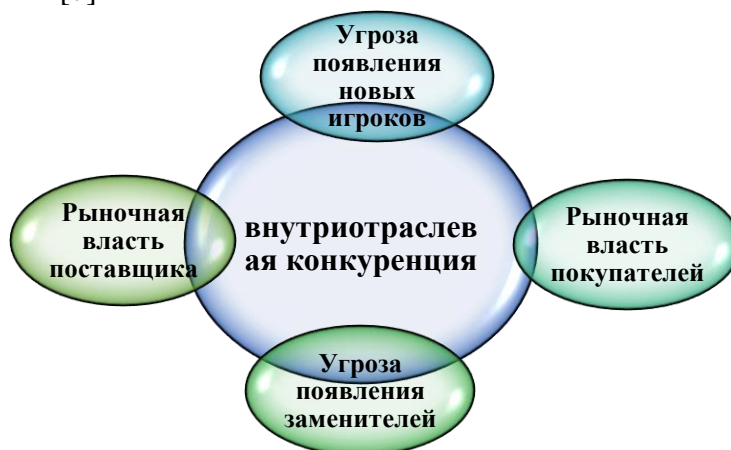 Угроза
появления
новых
игроков
Рыночная
власть
поставщика
внутриотраслев
ая конкуренция
Рыночная
власть
покупателей
Угроза
появления
заменителей